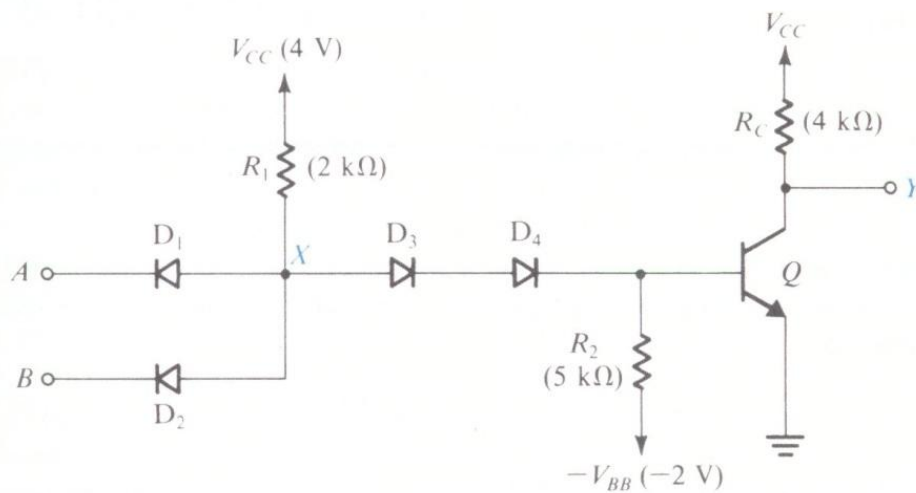 V_CC (4 V)
V_CC
R_C (4 kΩ)
R_1 (2 kΩ)
Y
D_1
X
D_3
D_4
A
Q
R_2
(5 kΩ)
B
D_2
−V_BB (−2 V)